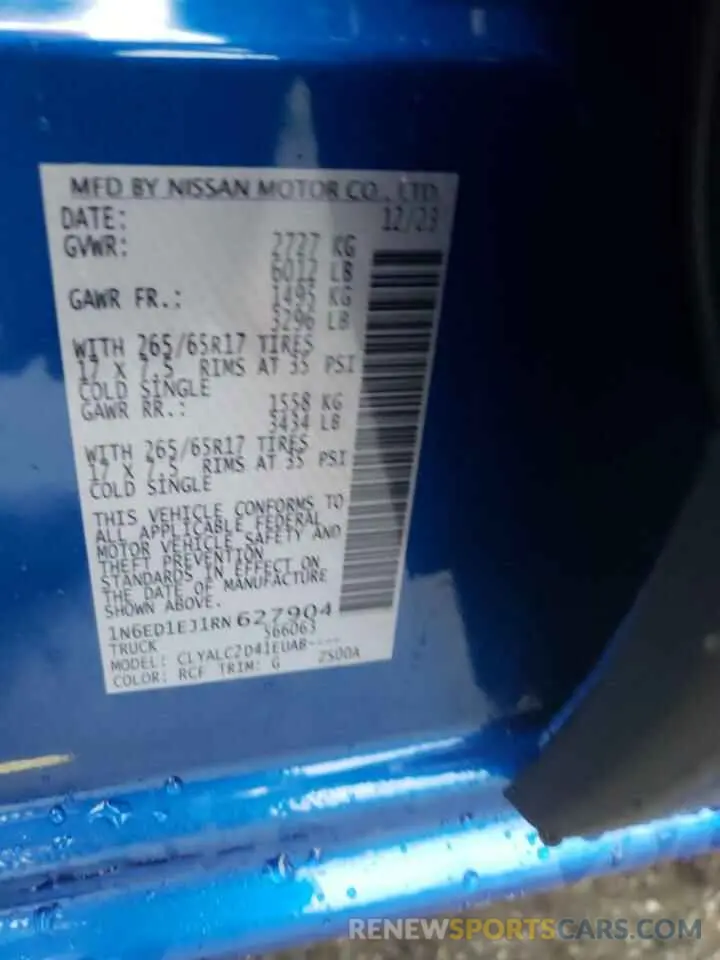 MFD BY NISSAN MOTOR CO., LTD.
DATE: 12/23
GVWR: 2727 KG
6012 LB
GAWR FR.: 1495 KG
3296 LB
WITH 265/65R17 TIRES
17 X 7.5 RIMS AT 35 PSI
COLD SINGLE
GAWR RR.: 1558 KG
3434 LB
WITH 265/65R17 TIRES
17 X 7.5 RIMS AT 35 PSI
COLD SINGLE
THIS VEHICLE CONFORMS TO
ALL APPLICABLE FEDERAL
MOTOR VEHICLE SAFETY AND
THEFT PREVENTION
STANDARDS IN EFFECT ON
THE DATE OF MANUFACTURE
SHOWN ABOVE.
1N6ED1EJ1RN627904
TRUCK 566063
MODEL: CLYALC2D41EUAB----
COLOR: RCF TRIM: G 2500A
RENEWSPORTSCARS.COM